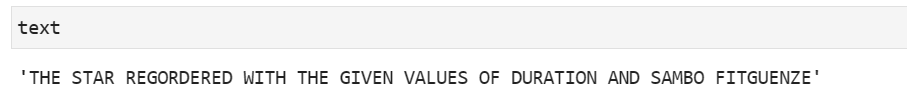 text
'THE STAR REGORDERED WITH THE GIVEN VALUES OF DURATION AND SAMBO FITGUENZE'